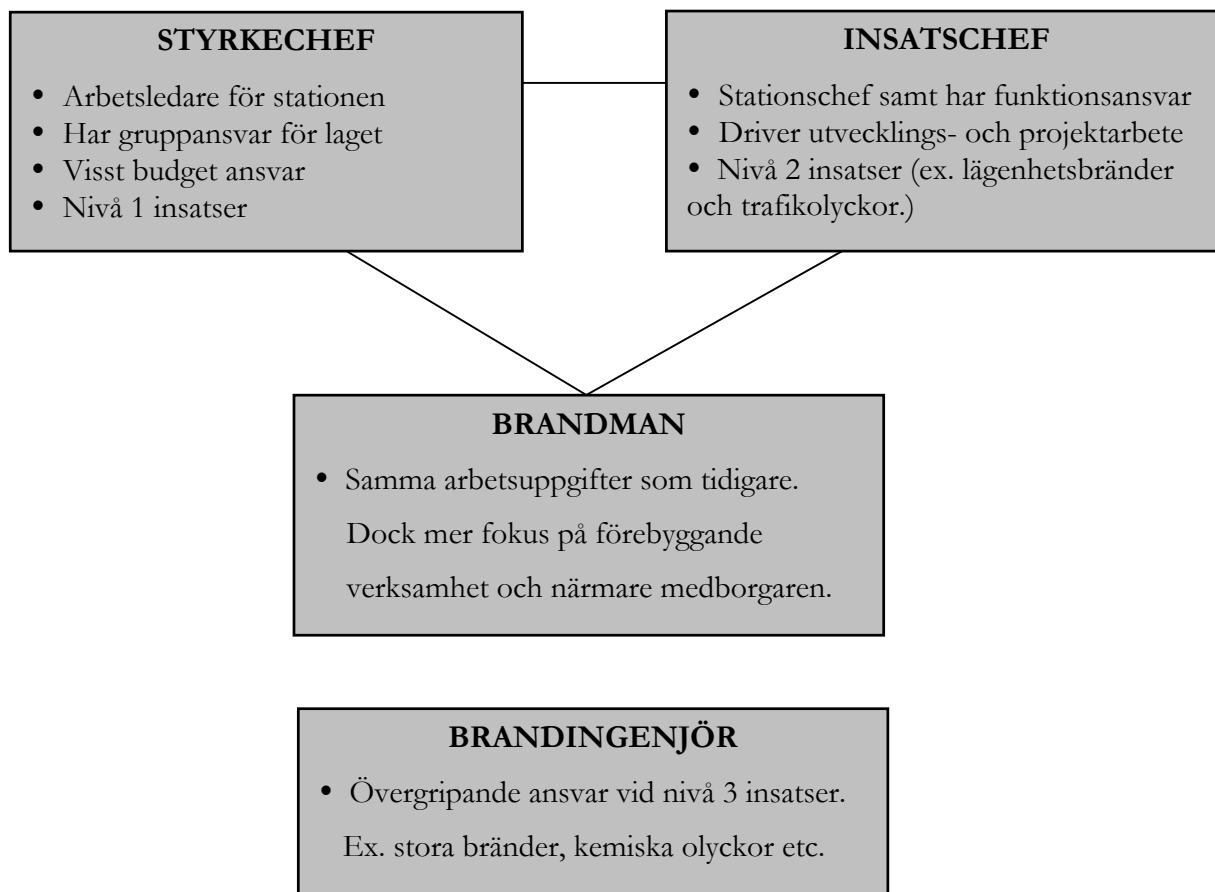 STYRKECHEF
• Arbetsledare för stationen
• Har gruppansvar för laget
• Visst budget ansvar
• Nivå 1 insatser
INSATSCHEF
• Stationschef samt har funktionsansvar
• Driver utvecklings- och projektarbete
• Nivå 2 insatser (ex. lägenhetsbränder
och trafikolyckor.)
BRANDMAN
• Samma arbetsuppgifter som tidigare.
Dock mer fokus på förebyggande
verksamhet och närmare medborgaren.
BRANDINGENJÖR
• Övergripande ansvar vid nivå 3 insatser.
Ex. stora bränder, kemiska olyckor etc.